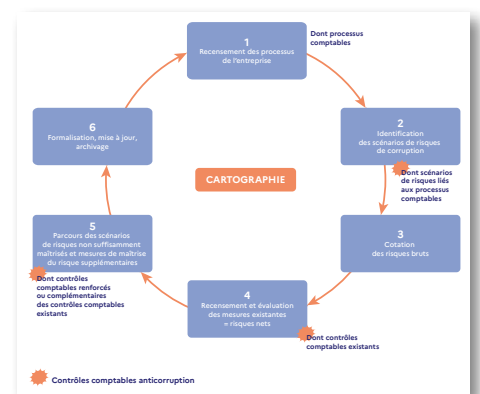 1
Recensement des processus
de l'entreprise
Dont processus
comptables
2
Identification
des scénarios de risques
de corruption
Dont scénarios
de risques liés
aux processus
comptables
3
Cotation
des risques bruts
4
Recensement et évaluation
des mesures existantes
= risques nets
Dont contrôles
comptables existants
5
Parcours des scénarios
de risques non suffisamment
maîtrisés et mesures de maîtrise
du risque supplémentaires
Dont contrôles
comptables renforcés
ou complémentaires
des contrôles comptables
existants
6
Formalisation, mise à jour,
archivage
CARTOGRAPHIE
Contrôles comptables anticorruption